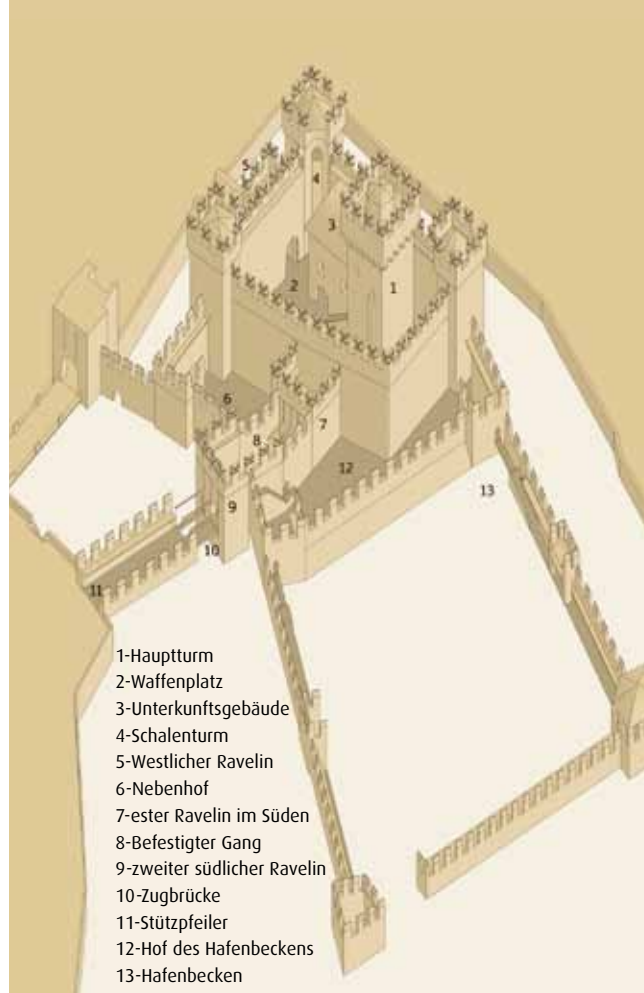 5
4
3
2
1
6
7
8
12
9
13
10
11
1-Hauptturm
2-Waffenplatz
3-Unterkunftsgebäude
4-Schalenturm
5-Westlicher Ravelin
6-Nebenhof
7-ester Ravelin im Süden
8-Befestigter Gang
9-zweiter südlicher Ravelin
10-Zugbrücke
11-Stützpfeiler
12-Hof des Hafenbeckens
13-Hafenbecken